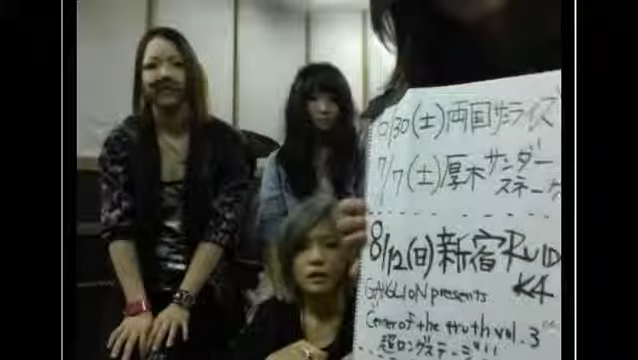 6/30(土)両国サンライズ
7/7(土)厚木サンダー
スネーク
8/12(日)新宿RUID
K4
GANGLION presents
"Center of the truth vol.3"
超ロングステージ!!